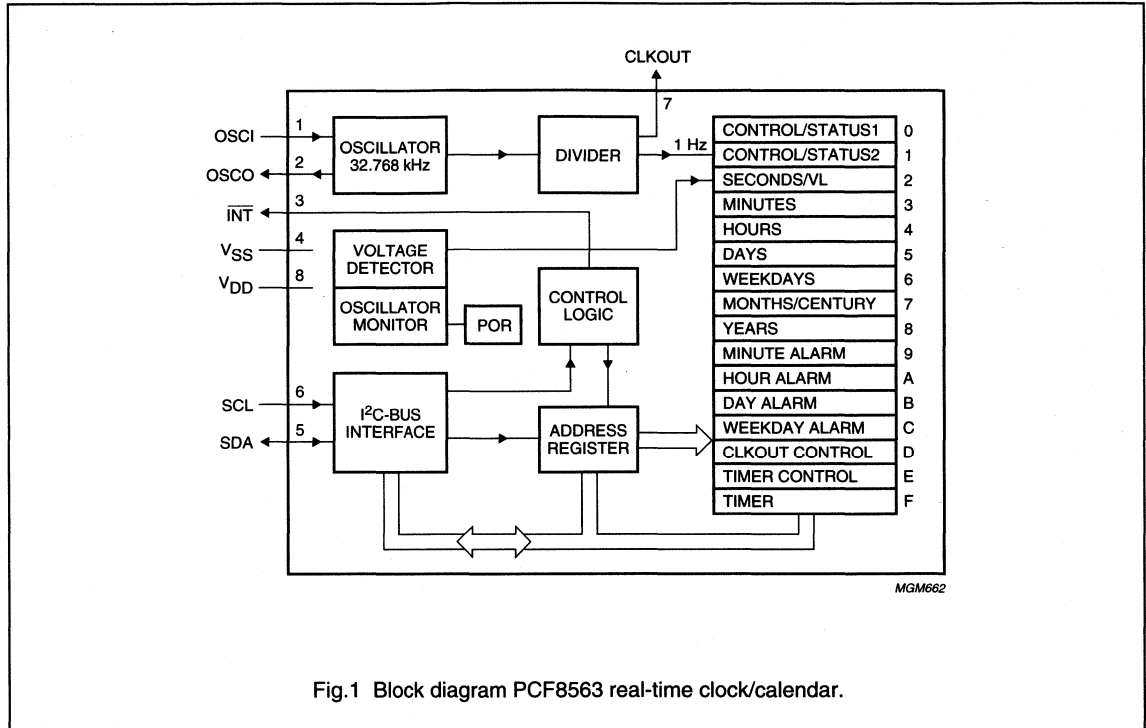 CLKOUT
7
OSCI
1
OSCILLATOR
32.768 kHz
DIVIDER
1 Hz
OSCO
2
INT
3
VSS
4
VDD
8
VOLTAGE
DETECTOR
OSCILLATOR
MONITOR
POR
CONTROL
LOGIC
SCL
6
SDA
5
I2C-BUS
INTERFACE
ADDRESS
REGISTER
CONTROL/STATUS1 0
CONTROL/STATUS2 1
SECONDS/VL 2
MINUTES 3
HOURS 4
DAYS 5
WEEKDAYS 6
MONTHS/CENTURY 7
YEARS 8
MINUTE ALARM 9
HOUR ALARM A
DAY ALARM B
WEEKDAY ALARM C
CLKOUT CONTROL D
TIMER CONTROL E
TIMER F
MGM662
Fig.1 Block diagram PCF8563 real-time clock/calendar.